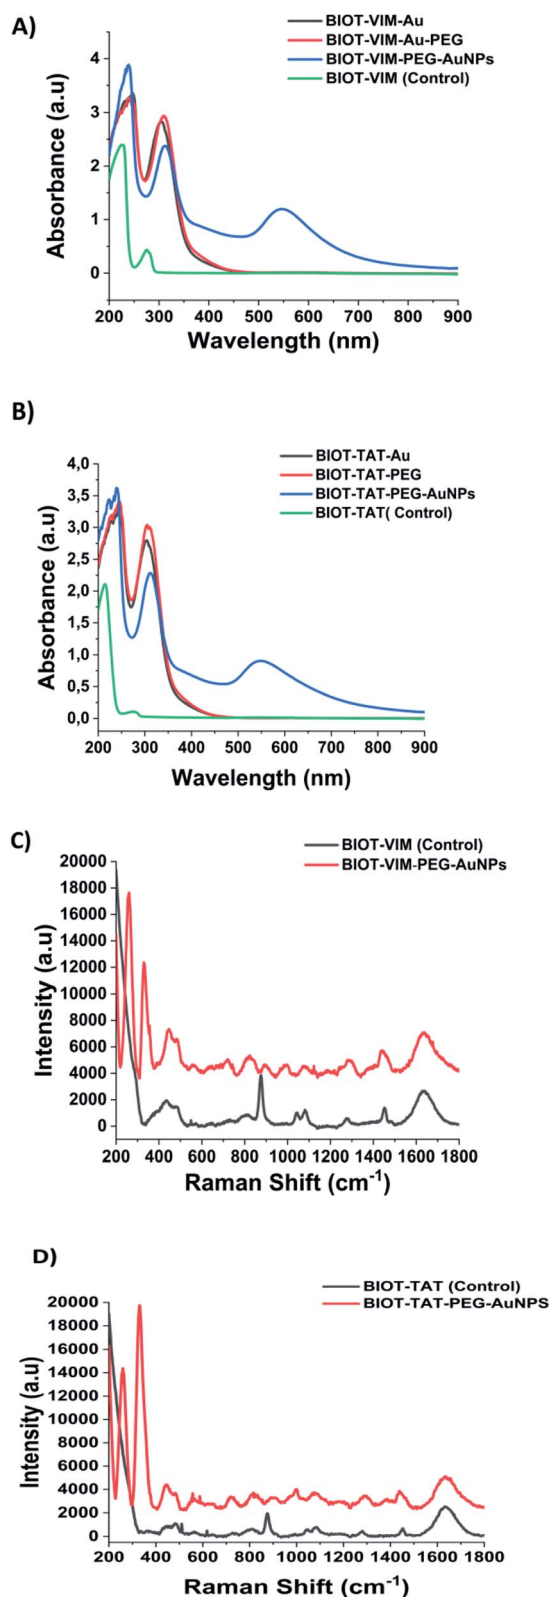 A)
BIOT-VIM-Au
BIOT-VIM-Au-PEG
BIOT-VIM-PEG-AuNPs
BIOT-VIM (Control)
Absorbance (a.u)
4
3
2
1
0
200 300 400 500 600 700 800 900
Wavelength (nm)
B)
BIOT-TAT-Au
BIOT-TAT-PEG
BIOT-TAT-PEG-AuNPs
BIOT-TAT( Control)
Absorbance (a.u)
4,0
3,5
3,0
2,5
2,0
1,5
1,0
0,5
0,0
200 300 400 500 600 700 800 900
Wavelength (nm)
C)
BIOT-VIM (Control)
BIOT-VIM-PEG-AuNPs
Intensity (a.u)
20000
18000
16000
14000
12000
10000
8000
6000
4000
2000
0
200 400 600 800 1000 1200 1400 1600 1800
Raman Shift (cm-1)
D)
BIOT-TAT (Control)
BIOT-TAT-PEG-AuNPS
Intensity (a.u)
20000
18000
16000
14000
12000
10000
8000
6000
4000
2000
0
200 400 600 800 1000 1200 1400 1600 1800
Raman Shift (cm-1)